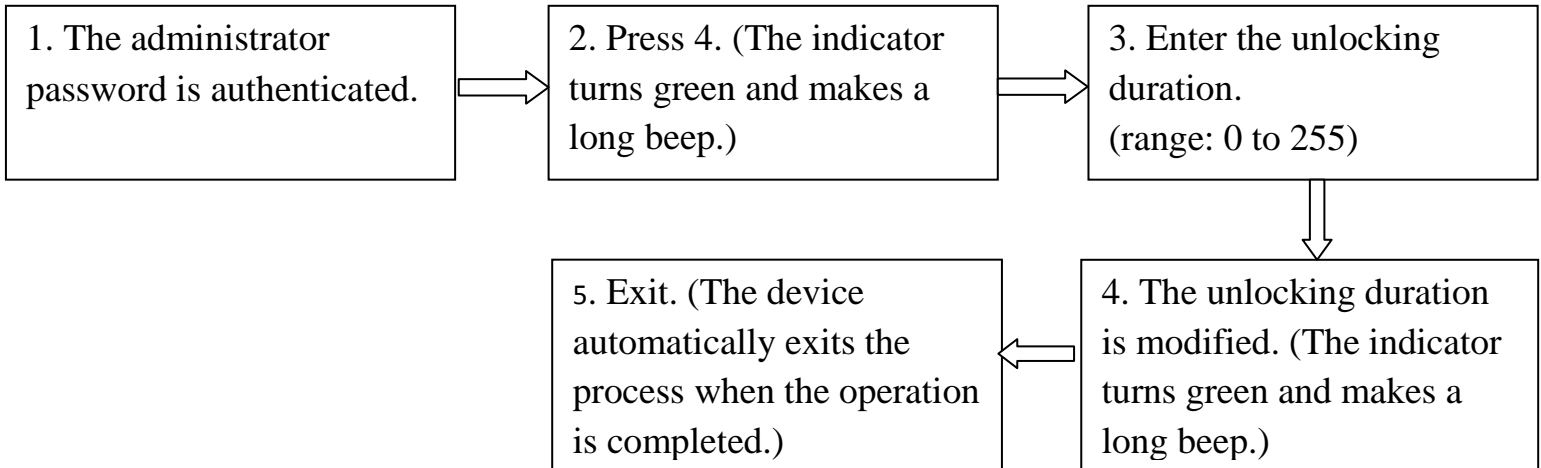 1. The administrator
password is authenticated.
2. Press 4. (The indicator
turns green and makes a
long beep.)
3. Enter the unlocking
duration.
(range: 0 to 255)
4. The unlocking duration
is modified. (The indicator
turns green and makes a
long beep.)
5. Exit. (The device
automatically exits the
process when the operation
is completed.)